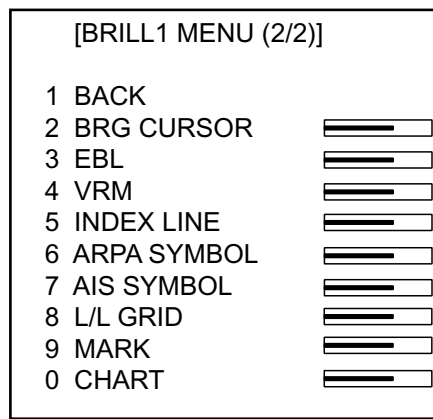 [BRILL1 MENU (2/2)]
1 BACK
2 BRG CURSOR
3 EBL
4 VRM
5 INDEX LINE
6 ARPA SYMBOL
7 AIS SYMBOL
8 L/L GRID
9 MARK
0 CHART